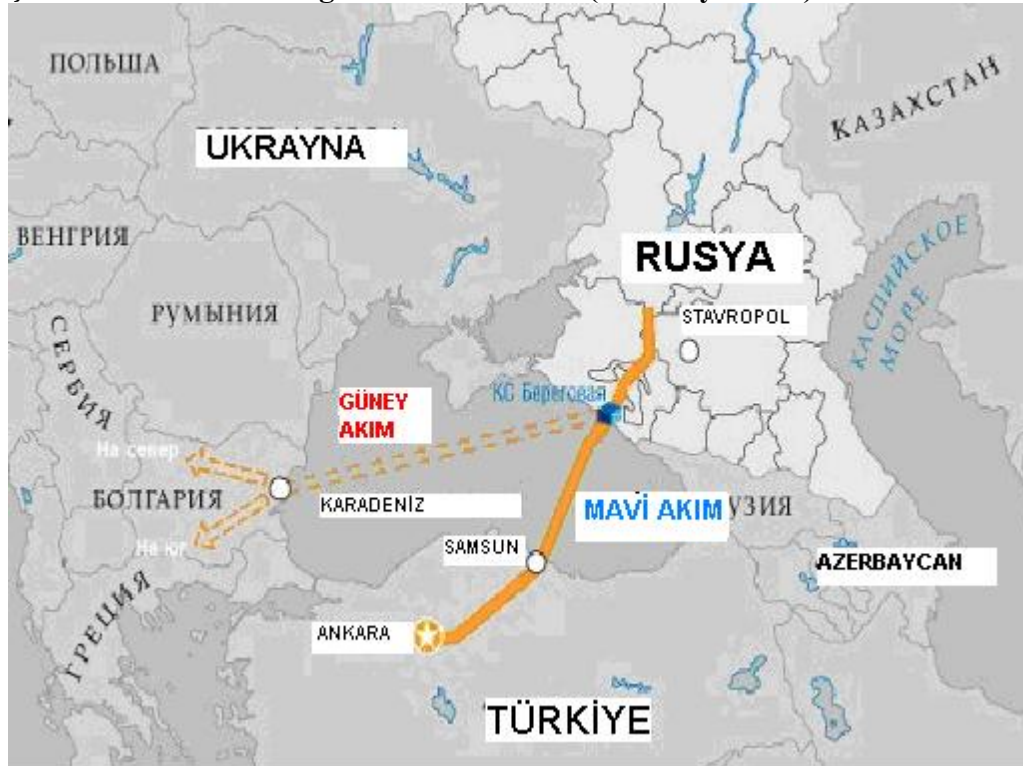 ПОЛЬША
КАЗАХСТАН
UKRAYNA
ВЕНГРИЯ
RUSYA
КАСПИЙСКОЕ
МОРЕ
РУМЫНИЯ
STAVROPOL
СЕРБИЯ
КС Береговая
GÜNEY
AKIM
На север
БОЛГАРИЯ
KARADENİZ
MAVİ AKIM
УЗИЯ
На юг
SAMSUN
AZERBAYCAN
ГРЕЦИЯ
ANKARA
TÜRKİYE